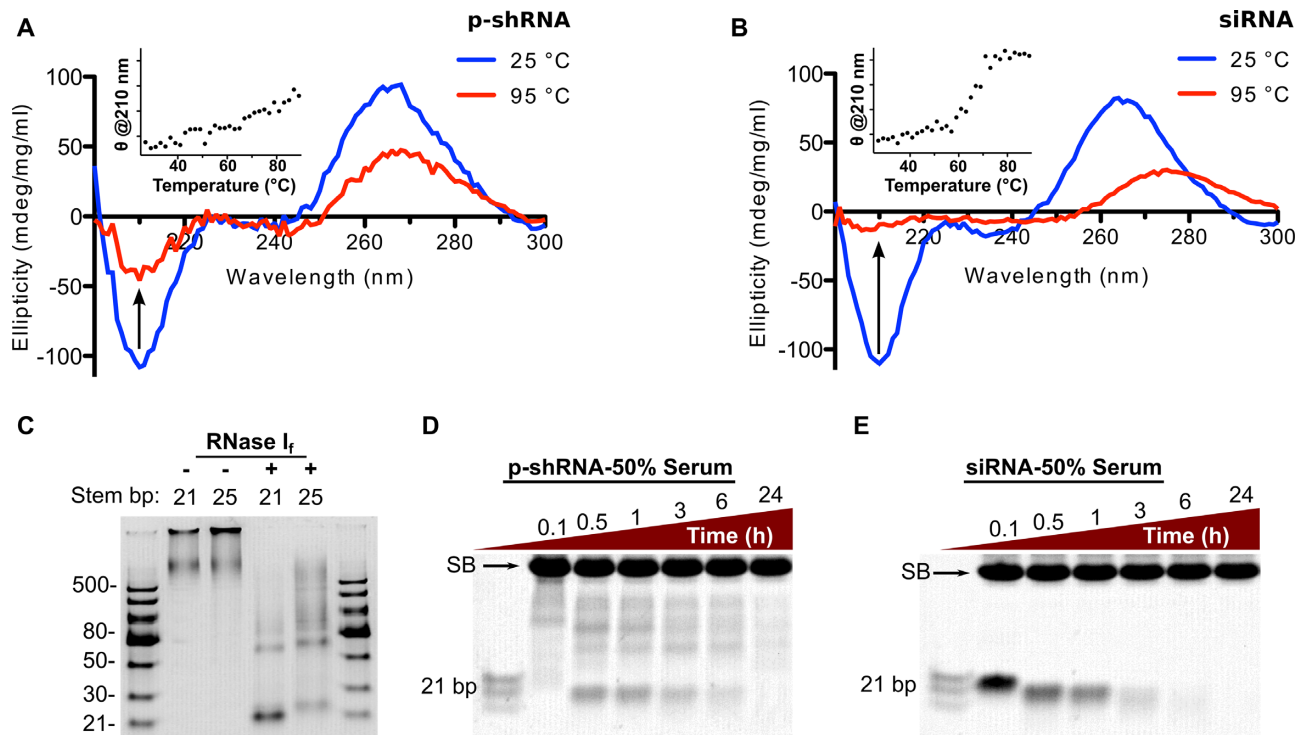 A
p-shRNA
25 °C
95 °C
θ @210 nm
40 60 80
Temperature (°C)
Ellipticity (mdeg/mg/ml)
100
50
0
-50
-100
220 240 260 280 300
Wavelength (nm)
B
siRNA
25 °C
95 °C
θ @210 nm
40 60 80
Temperature (°C)
Ellipticity (mdeg/mg/ml)
100
50
0
-50
-100
220 240 260 280 300
Wavelength (nm)
C
RNase If
- - + +
Stem bp: 21 25 21 25
500-
80-
50-
30-
21-
D
p-shRNA-50% Serum
0.1 0.5 1 3 6 24
Time (h)
SB
21 bp
E
siRNA-50% Serum
0.1 0.5 1 3 6 24
Time (h)
SB
21 bp